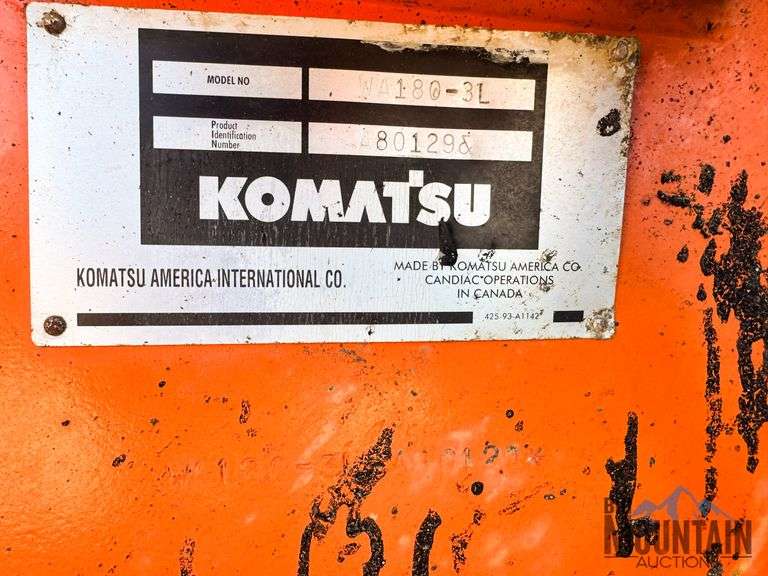 MODEL NO
WA180-3L
Product
Identification
Number
A80129&
KOMATSU
KOMATSU AMERICA INTERNATIONAL CO.
MADE BY KOMATSU AMERICA CO
CANDIAC OPERATIONS
IN CANADA
425-93-A1142
MOUNTAIN
AUCTION